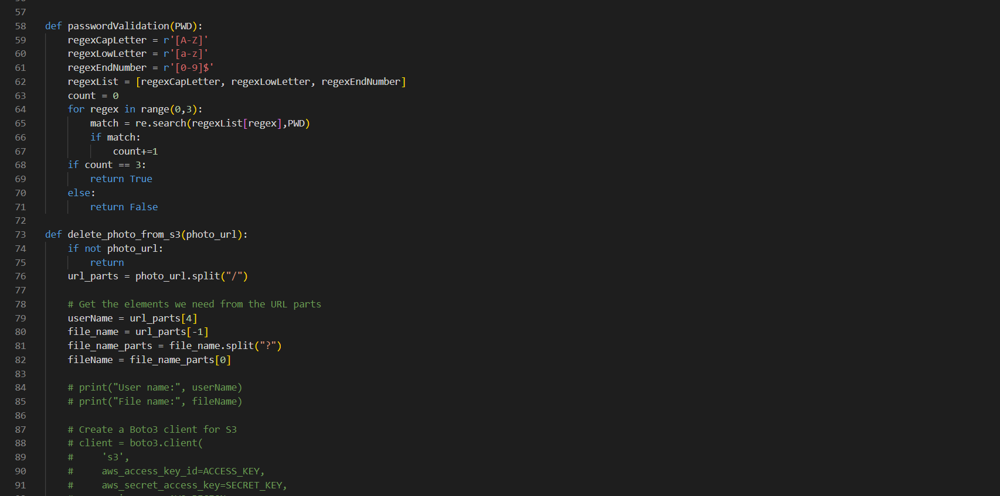 57
58 def passwordValidation(PWD):
59     regexCapLetter = r'[A-Z]'
60     regexLowLetter = r'[a-z]'
61     regexEndNumber = r'[0-9]$'
62     regexList = [regexCapLetter, regexLowLetter, regexEndNumber]
63     count = 0
64     for regex in range(0,3):
65         match = re.search(regexList[regex],PWD)
66         if match:
67             count+=1
68     if count == 3:
69         return True
70     else:
71         return False
72
73 def delete_photo_from_s3(photo_url):
74     if not photo_url:
75         return
76     url_parts = photo_url.split("/")
77
78     # Get the elements we need from the URL parts
79     userName = url_parts[4]
80     file_name = url_parts[-1]
81     file_name_parts = file_name.split("?")
82     fileName = file_name_parts[0]
83
84     # print("User name:", userName)
85     # print("File name:", fileName)
86
87     # Create a Boto3 client for S3
88     # client = boto3.client(
89     #     's3',
90     #     aws_access_key_id=ACCESS_KEY,
91     #     aws_secret_access_key=SECRET_KEY,